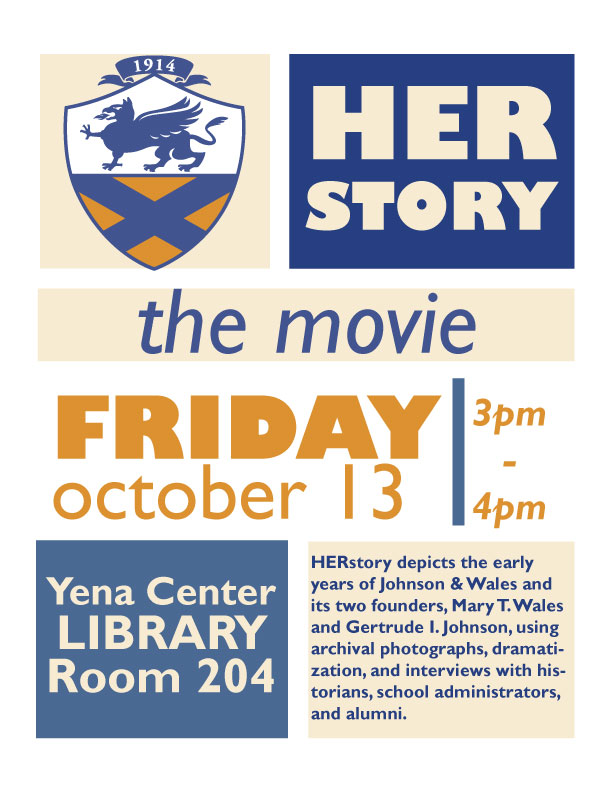 1914
HER
STORY
the movie
FRIDAY
october 13
3pm
-
4pm
Yena Center
LIBRARY
Room 204
HERstory depicts the early
years of Johnson & Wales and
its two founders, Mary T. Wales
and Gertrude I. Johnson, using
archival photographs, dramati-
zation, and interviews with his-
torians, school administrators,
and alumni.